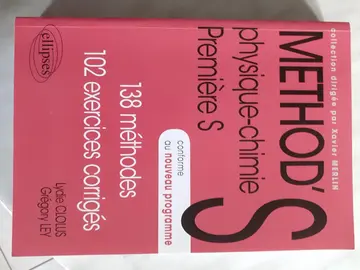 collection dirigée par Xavier MERLIN
METHOD'S
physique-chimie
Première S
conforme
au nouveau programme
138 méthodes
102 exercices corrigés
Lydie CLOLUS
Grégory LEY
ellipses